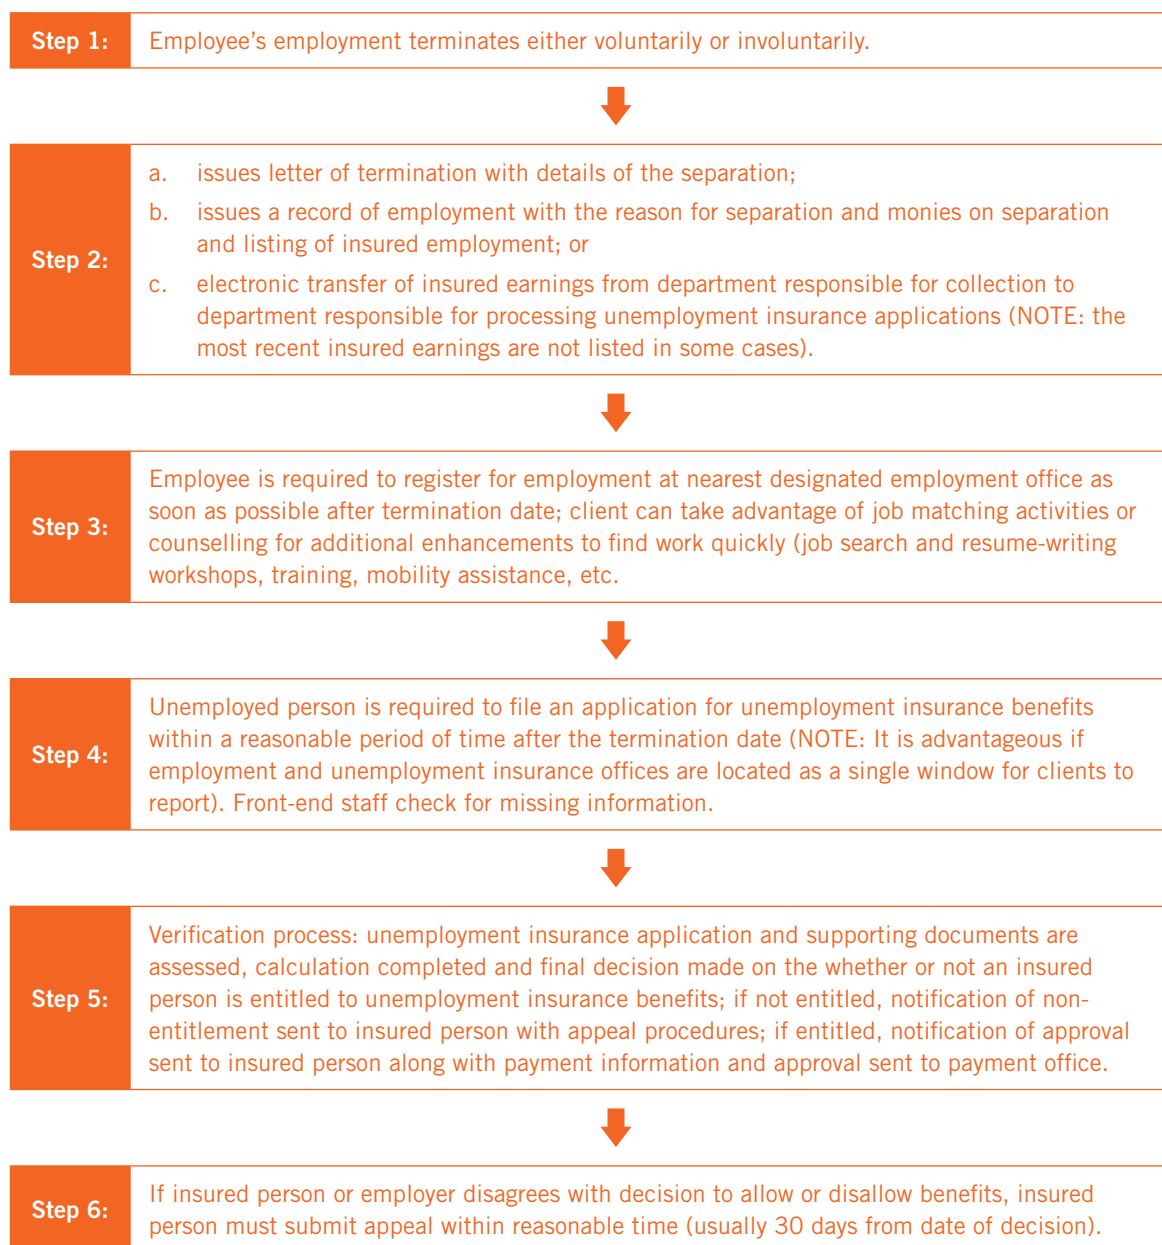 Step 1:
Employee’s employment terminates either voluntarily or involuntarily.
Step 2:
a. issues letter of termination with details of the separation;
b. issues a record of employment with the reason for separation and monies on separation
and listing of insured employment; or
c. electronic transfer of insured earnings from department responsible for collection to
department responsible for processing unemployment insurance applications (NOTE: the
most recent insured earnings are not listed in some cases).
Step 3:
Employee is required to register for employment at nearest designated employment office as
soon as possible after termination date; client can take advantage of job matching activities or
counselling for additional enhancements to find work quickly (job search and resume-writing
workshops, training, mobility assistance, etc.
Step 4:
Unemployed person is required to file an application for unemployment insurance benefits
within a reasonable period of time after the termination date (NOTE: It is advantageous if
employment and unemployment insurance offices are located as a single window for clients to
report). Front-end staff check for missing information.
Step 5:
Verification process: unemployment insurance application and supporting documents are
assessed, calculation completed and final decision made on the whether or not an insured
person is entitled to unemployment insurance benefits; if not entitled, notification of non-
entitlement sent to insured person with appeal procedures; if entitled, notification of approval
sent to insured person along with payment information and approval sent to payment office.
Step 6:
If insured person or employer disagrees with decision to allow or disallow benefits, insured
person must submit appeal within reasonable time (usually 30 days from date of decision).